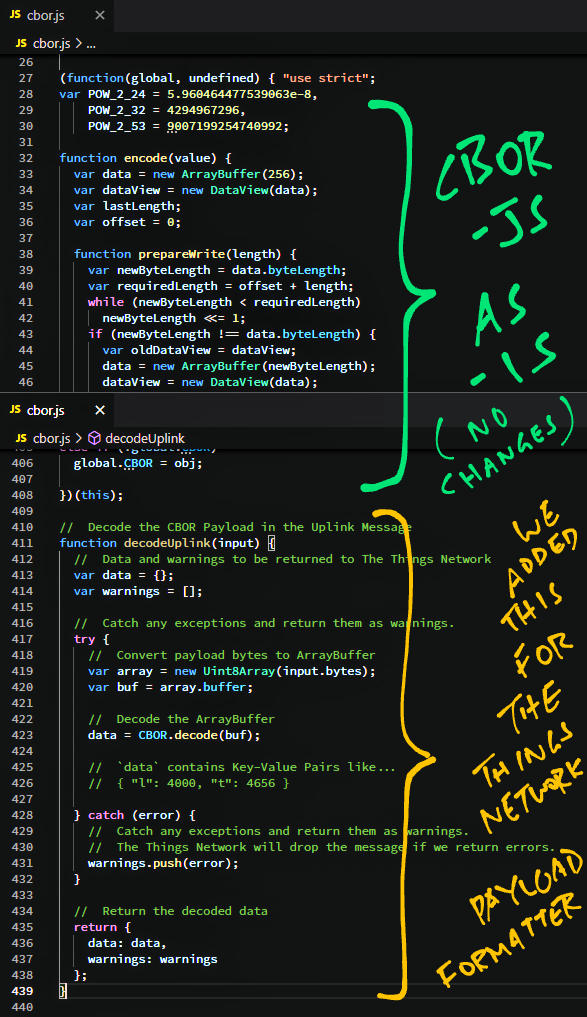 JS cbor.js ×
JS cbor.js > ...
26
27 (function(global, undefined) { "use strict";
28 var POW_2_24 = 5.960464477539063e-8,
29     POW_2_32 = 4294967296,
30     POW_2_53 = 9007199254740992;
31
32 function encode(value) {
33   var data = new ArrayBuffer(256);
34   var dataView = new DataView(data);
35   var lastLength;
36   var offset = 0;
37
38   function prepareWrite(length) {
39     var newByteLength = data.byteLength;
40     var requiredLength = offset + length;
41     while (newByteLength < requiredLength)
42       newByteLength <<= 1;
43     if (newByteLength !== data.byteLength) {
44       var oldDataView = dataView;
45       data = new ArrayBuffer(newByteLength);
46       dataView = new DataView(data);
CBOR
-JS
AS
-IS
(NO
CHANGES)
JS cbor.js ×
JS cbor.js > decodeUplink
406   global.CBOR = obj;
407
408 })(this);
409
410 //  Decode the CBOR Payload in the Uplink Message
411 function decodeUplink(input) {
412   //  Data and warnings to be returned to The Things Network
413   var data = {};
414   var warnings = [];
415
416   //  Catch any exceptions and return them as warnings.
417   try {
418     //  Convert payload bytes to ArrayBuffer
419     var array = new Uint8Array(input.bytes);
420     var buf = array.buffer;
421
422     //  Decode the ArrayBuffer
423     data = CBOR.decode(buf);
424
425     //  `data` contains Key-Value Pairs like...
426     //  { "l": 4000, "t": 4656 }
427
428   } catch (error) {
429     //  Catch any exceptions and return them as warnings.
430     //  The Things Network will drop the message if we return errors.
431     warnings.push(error);
432   }
433
434   //  Return the decoded data
435   return {
436     data: data,
437     warnings: warnings
438   };
439 }
440
WE
ADDED
THIS
FOR
THE
THINGS
NETWORK
PAYLOAD
FORMATTER